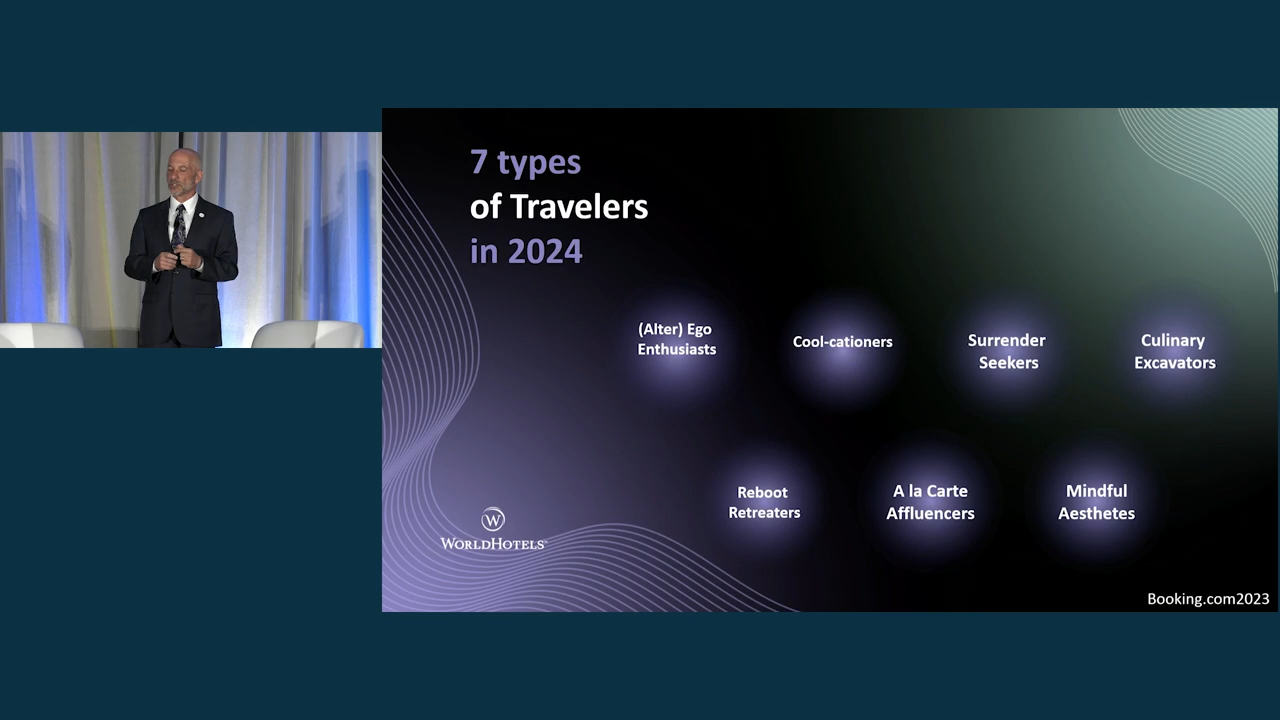 7 types
of Travelers
in 2024
(Alter) Ego
Enthusiasts
Cool-cationers
Surrender
Seekers
Culinary
Excavators
Reboot
Retreaters
A la Carte
Affluencers
Mindful
Aesthetes
W
WORLDHOTELS
Booking.com2023